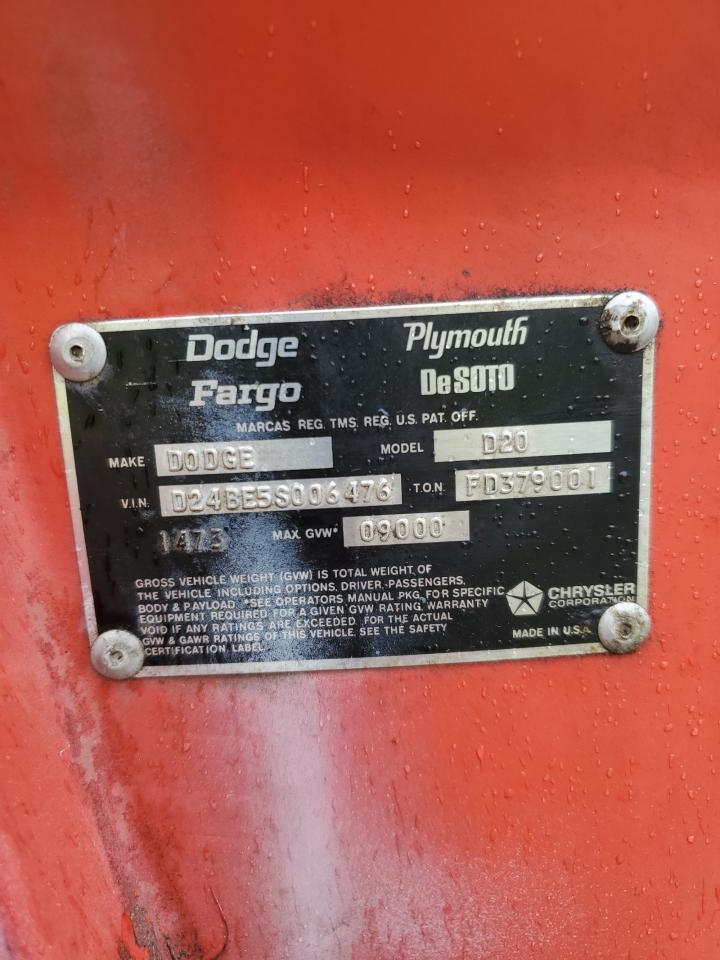 Dodge Plymouth
Fargo DeSOTO
MARCAS REG. TMS. REG. U.S. PAT. OFF.
MAKE DODGE MODEL D20
V.I.N. D24BE5S006476 T.O.N. FD379001
1473 MAX. GVW* 09000
GROSS VEHICLE WEIGHT (GVW) IS TOTAL WEIGHT OF
THE VEHICLE INCLUDING OPTIONS, DRIVER, PASSENGERS,
BODY & PAYLOAD. *SEE OPERATORS MANUAL PKG. FOR SPECIFIC
EQUIPMENT REQUIRED FOR A GIVEN GVW RATING. WARRANTY
VOID IF ANY RATINGS ARE EXCEEDED. FOR THE ACTUAL
GVW & GAWR RATINGS OF THIS VEHICLE, SEE THE SAFETY
CERTIFICATION LABEL.
CHRYSLER
CORPORATION
MADE IN U.S.A.